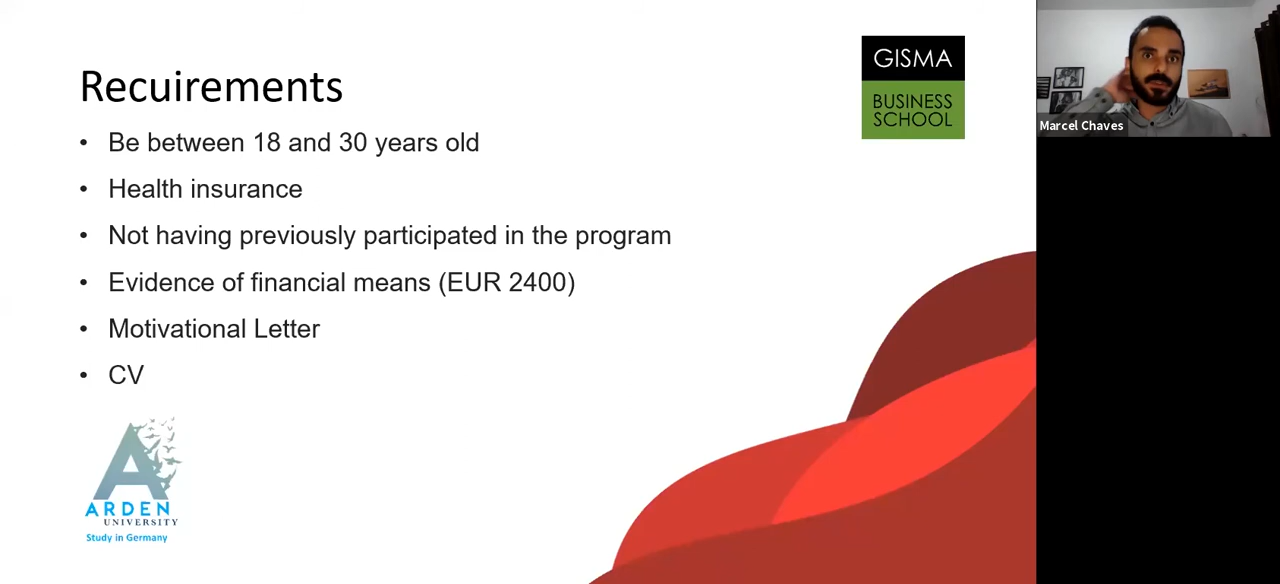 Recuirements
• Be between 18 and 30 years old
• Health insurance
• Not having previously participated in the program
• Evidence of financial means (EUR 2400)
• Motivational Letter
• CV
GISMA
BUSINESS
SCHOOL
Marcel Chaves
ARDEN
UNIVERSITY
Study in Germany